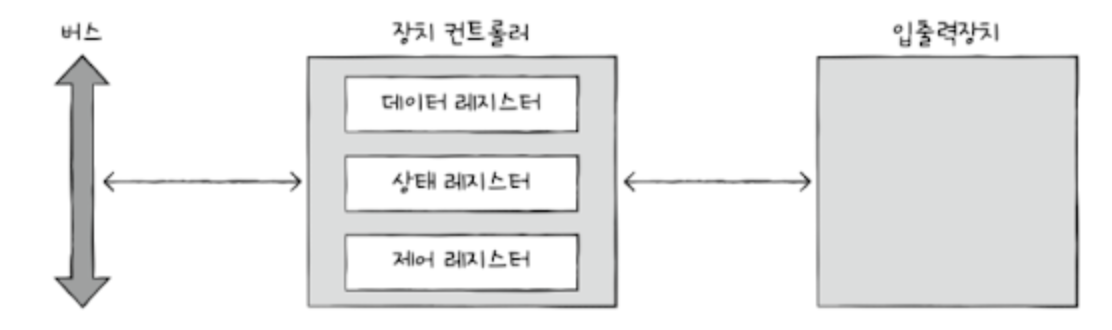 버스
장치 컨트롤러
입출력장치
데이터 레지스터
상태 레지스터
제어 레지스터